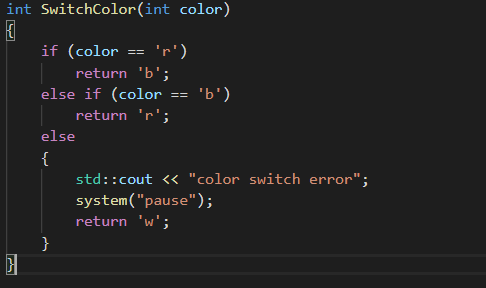 int SwitchColor(int color)
{
    if (color == 'r')
        return 'b';
    else if (color == 'b')
        return 'r';
    else
    {
        std::cout << "color switch error";
        system("pause");
        return 'w';
    }
}